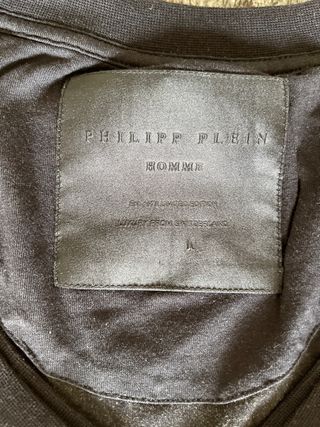 PHILIPP PLEIN
HOMME
LIMITED EDITION
LUXURY FROM SWITZERLAND
L